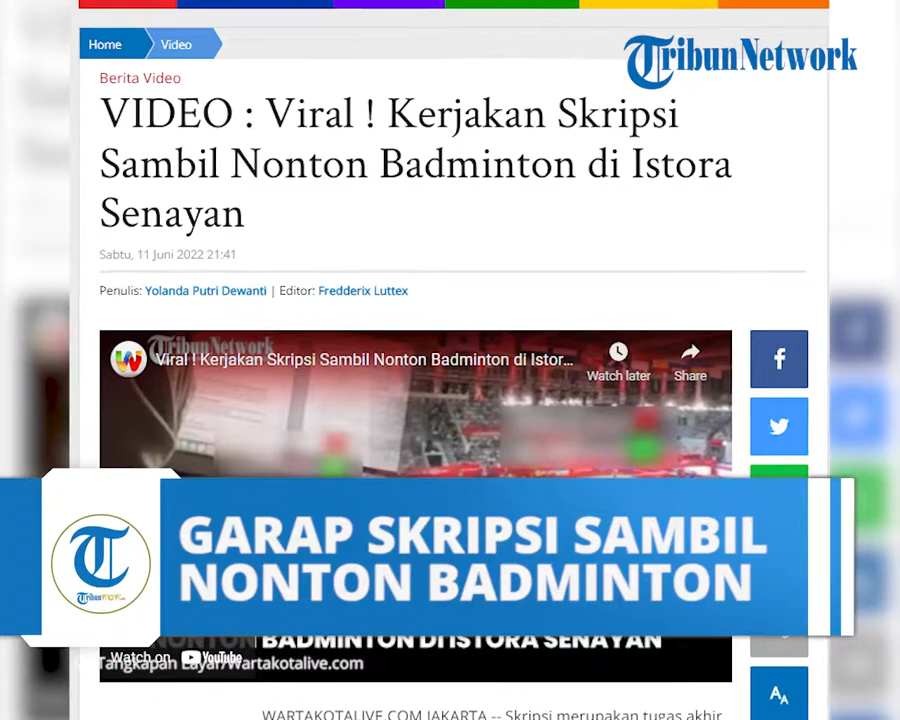 Home
Video
TribunNetwork
Berita Video
VIDEO : Viral ! Kerjakan Skripsi
Sambil Nonton Badminton di Istora
Senayan
Sabtu, 11 Juni 2022 21:41
Penulis: Yolanda Putri Dewanti | Editor: Fredderix Luttex
TribunNetwork
Viral ! Kerjakan Skripsi Sambil Nonton Badminton di Istor...
Watch later
Share
GARAP SKRIPSI SAMBIL
NONTON BADMINTON
BADMINTON DI ISTORA SENAYAN
Watch on YouTube
Tangkapan Layar/Wartakotalive.com
AA
WARTAKOTALIVE.COM JAKARTA -- Skripsi merupakan tugas akhir